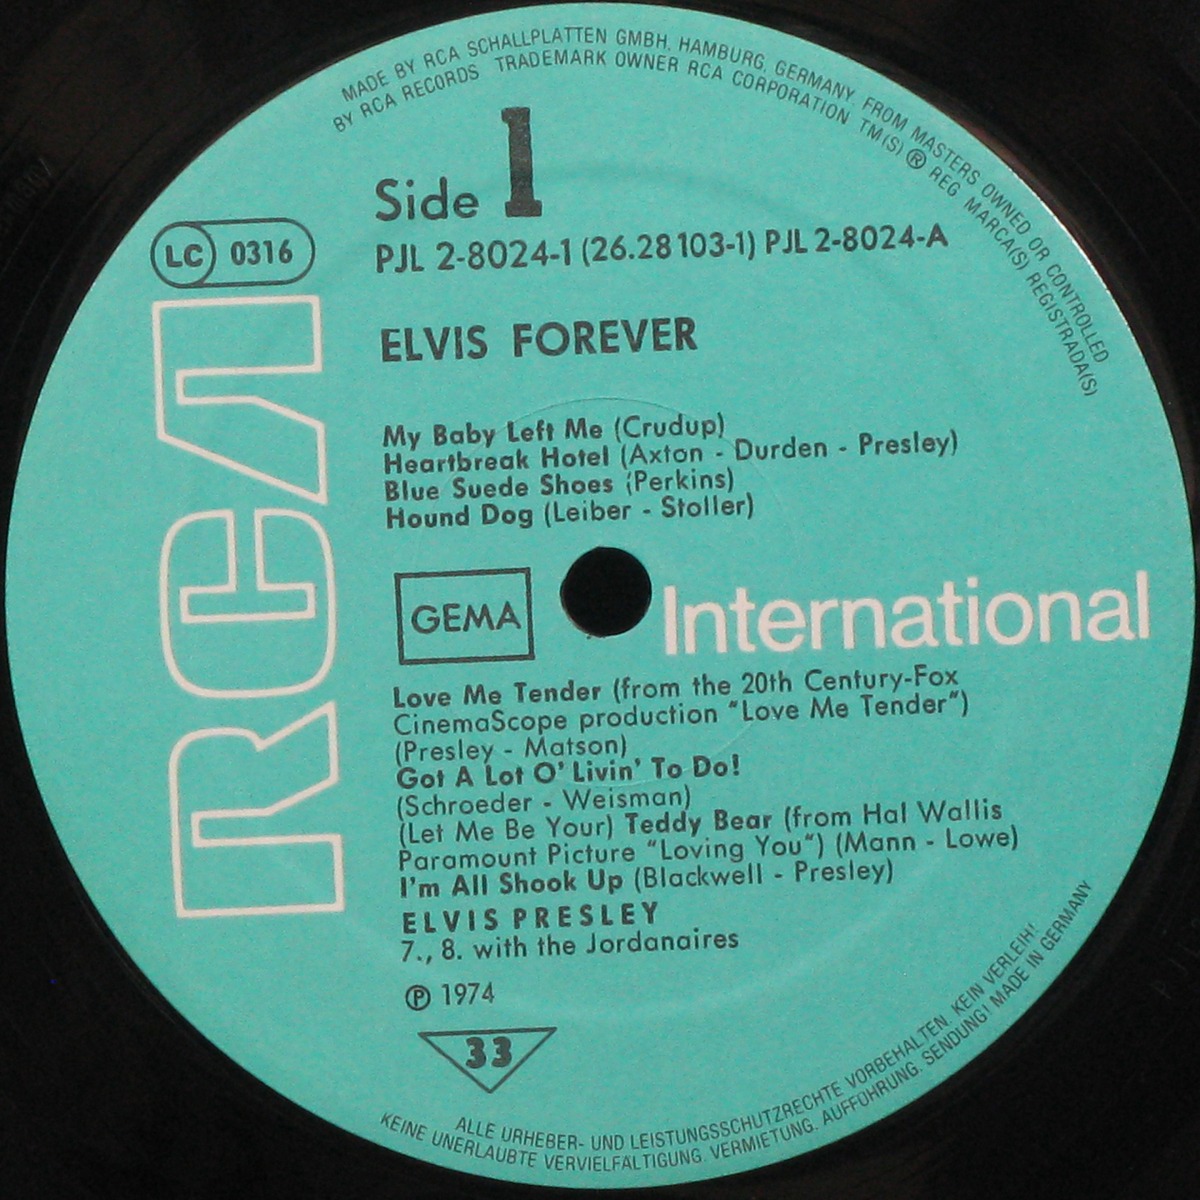 MADE BY RCA SCHALLPLATTEN GMBH, HAMBURG, GERMANY. FROM MASTERS OWNED OR CONTROLLED
BY RCA RECORDS TRADEMARK OWNER RCA CORPORATION TM(S) ® REG MARCA(S) REGISTRADA(S)
Side 1
LC 0316
PJL 2-8024-1 (26.28103-1) PJL 2-8024-A
RCA
ELVIS FOREVER
My Baby Left Me (Crudup)
Heartbreak Hotel (Axton - Durden - Presley)
Blue Suede Shoes (Perkins)
Hound Dog (Leiber - Stoller)
GEMA
International
Love Me Tender (from the 20th Century-Fox
CinemaScope production "Love Me Tender")
(Presley - Matson)
Got A Lot O' Livin' To Do!
(Schroeder - Weisman)
(Let Me Be Your) Teddy Bear (from Hal Wallis
Paramount Picture "Loving You") (Mann - Lowe)
I'm All Shook Up (Blackwell - Presley)
ELVIS PRESLEY
7., 8. with the Jordanaires
℗ 1974
33
ALLE URHEBER- UND LEISTUNGSSCHUTZRECHTE VORBEHALTEN. KEIN VERLEIH!
KEINE UNERLAUBTE VERVIELFÄLTIGUNG. VERMIETUNG. AUFFÜHRUNG. SENDUNG! MADE IN GERMANY